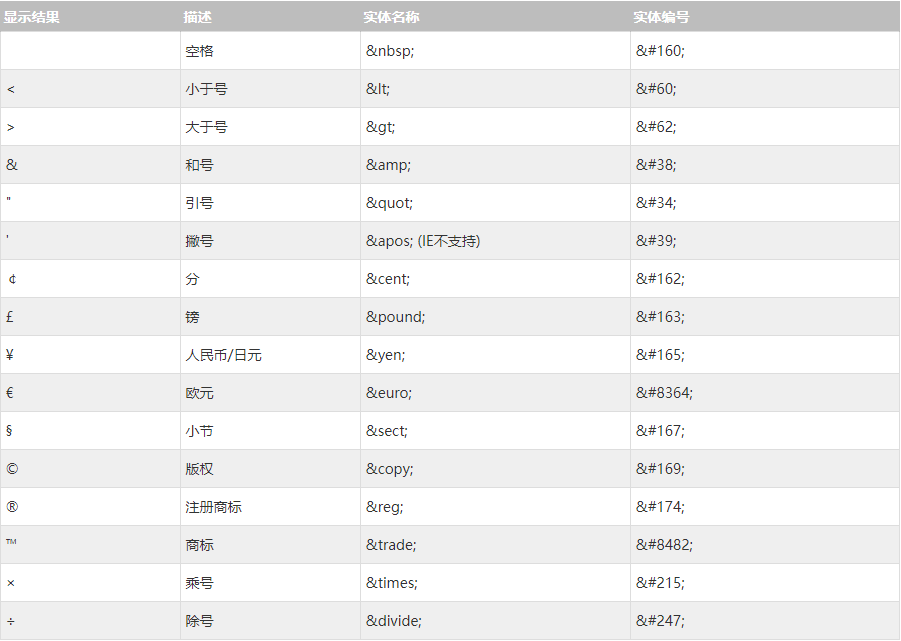 显示结果 描述 实体名称 实体编号
空格 &nbsp; &#160;
< 小于号 &lt; &#60;
> 大于号 &gt; &#62;
& 和号 &amp; &#38;
" 引号 &quot; &#34;
' 撇号 &apos; (IE不支持) &#39;
￠ 分 &cent; &#162;
£ 镑 &pound; &#163;
¥ 人民币/日元 &yen; &#165;
€ 欧元 &euro; &#8364;
§ 小节 &sect; &#167;
© 版权 &copy; &#169;
® 注册商标 &reg; &#174;
™ 商标 &trade; &#8482;
× 乘号 &times; &#215;
÷ 除号 &divide; &#247;